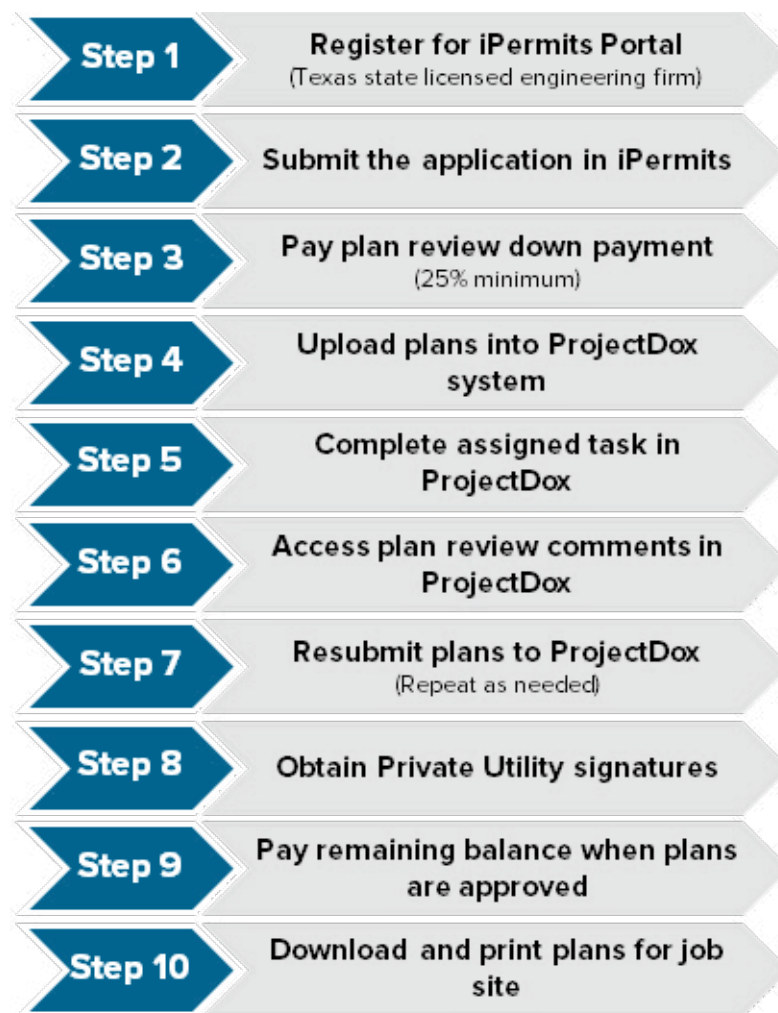 Step 1
Register for iPermits Portal
(Texas state licensed engineering firm)
Step 2
Submit the application in iPermits
Step 3
Pay plan review down payment
(25% minimum)
Step 4
Upload plans into ProjectDox
system
Step 5
Complete assigned task in
ProjectDox
Step 6
Access plan review comments in
ProjectDox
Step 7
Resubmit plans to ProjectDox
(Repeat as needed)
Step 8
Obtain Private Utility signatures
Step 9
Pay remaining balance when plans
are approved
Step 10
Download and print plans for job
site